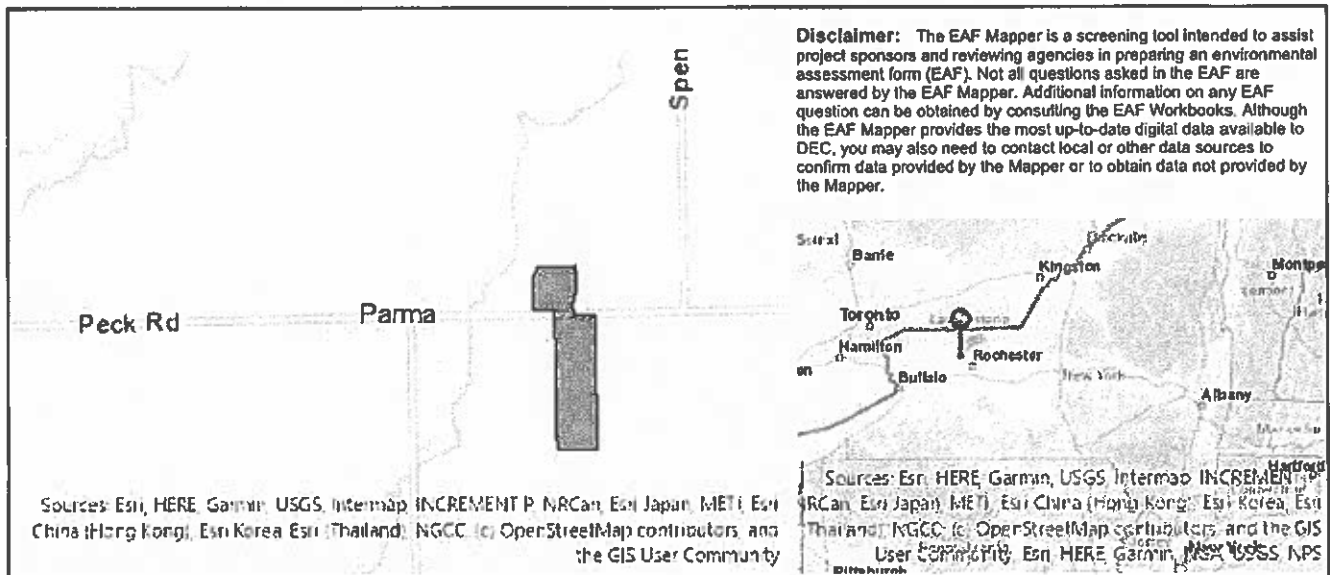 Disclaimer: The EAF Mapper is a screening tool intended to assist
project sponsors and reviewing agencies in preparing an environmental
assessment form (EAF). Not all questions asked in the EAF are
answered by the EAF Mapper. Additional information on any EAF
question can be obtained by consulting the EAF Workbooks. Although
the EAF Mapper provides the most up-to-date digital data available to
DEC, you may also need to contact local or other data sources to
confirm data provided by the Mapper or to obtain data not provided by
the Mapper.
Spen
Peck Rd
Parma
Sources: Esri, HERE, Garmin, USGS, Intermap, INCREMENT P, NRCan, Esri Japan, METI, Esri
China (Hong Kong), Esri Korea, Esri (Thailand), NGCC, (c) OpenStreetMap contributors, and
the GIS User Community
Barrie
Kingston
Toronto
Hamilton
Rochester
Buffalo
New York
Albany
Montpe
Hartford
Sources: Esri, HERE, Garmin, USGS, Intermap, INCREMENT P,
NRCan, Esri Japan, METI, Esri China (Hong Kong), Esri Korea, Esri
(Thailand), NGCC, (c) OpenStreetMap contributors, and the GIS
User Community, Esri, HERE, Garmin, NGA, USGS, NPS
Pittsburgh